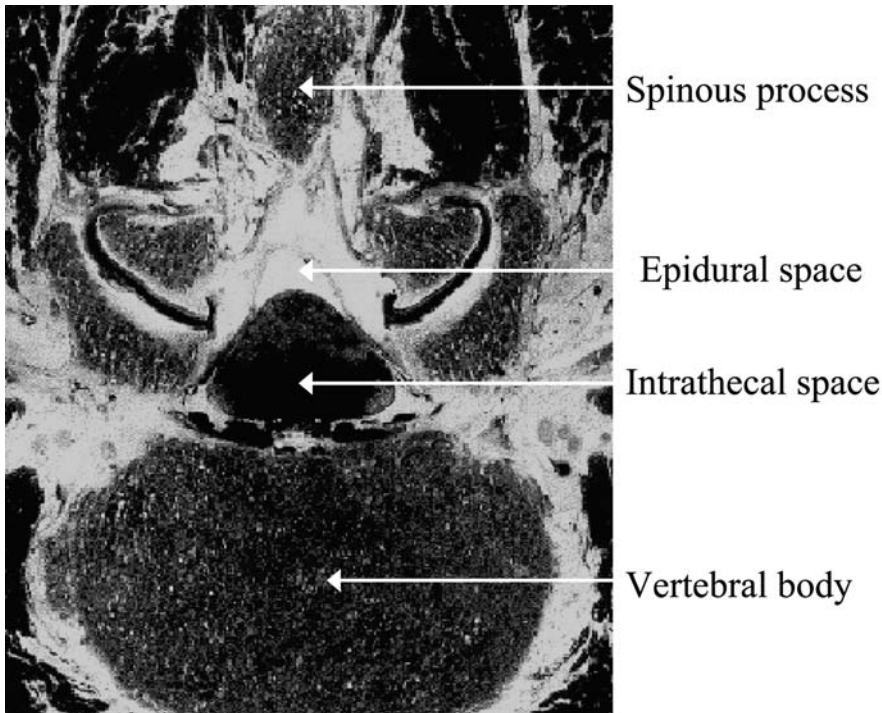 Spinous process
Epidural space
Intrathecal space
Vertebral body